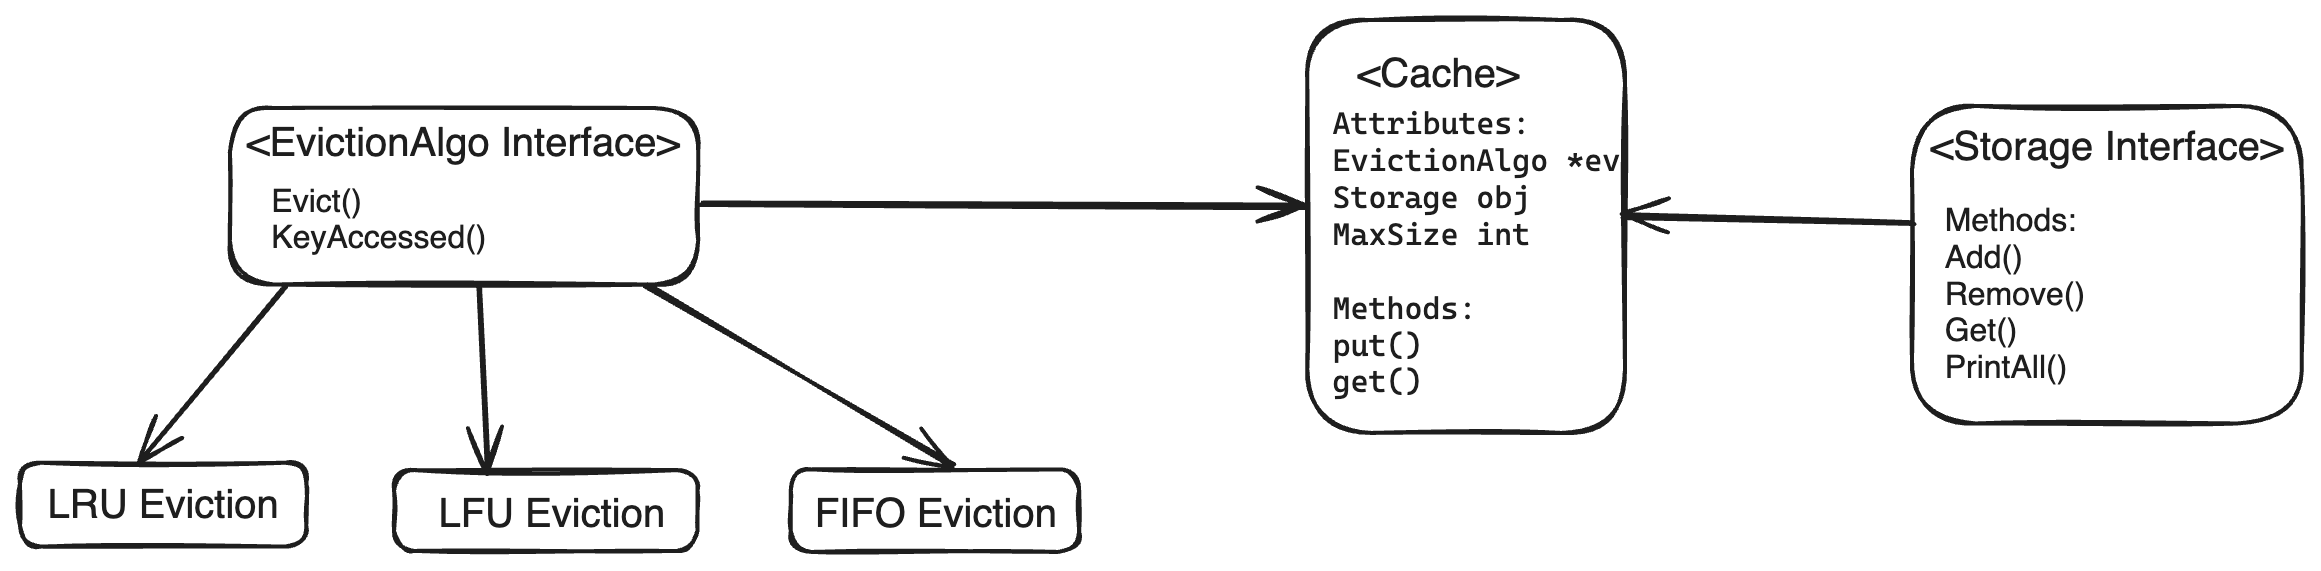 <EvictionAlgo Interface>
Evict()
KeyAccessed()
LRU Eviction
LFU Eviction
FIFO Eviction
<Cache>
Attributes:
EvictionAlgo *ev
Storage obj
MaxSize int
Methods:
put()
get()
<Storage Interface>
Methods:
Add()
Remove()
Get()
PrintAll()